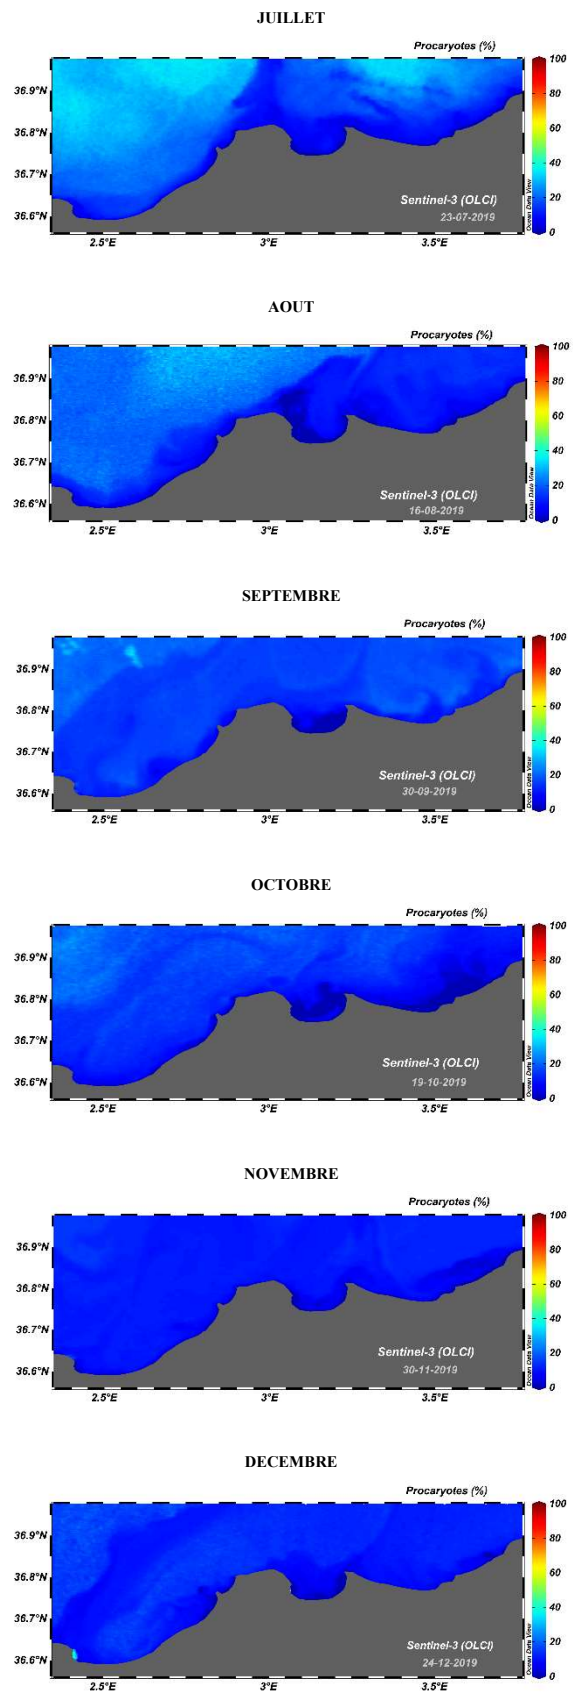 JUILLET
Procaryotes (%)
36.9°N
36.8°N
36.7°N
36.6°N
2.5°E 3°E 3.5°E
Sentinel-3 (OLCI)
23-07-2019
Ocean Data View
100
80
60
40
20
0
AOUT
Procaryotes (%)
36.9°N
36.8°N
36.7°N
36.6°N
2.5°E 3°E 3.5°E
Sentinel-3 (OLCI)
16-08-2019
Ocean Data View
100
80
60
40
20
0
SEPTEMBRE
Procaryotes (%)
36.9°N
36.8°N
36.7°N
36.6°N
2.5°E 3°E 3.5°E
Sentinel-3 (OLCI)
30-09-2019
Ocean Data View
100
80
60
40
20
0
OCTOBRE
Procaryotes (%)
36.9°N
36.8°N
36.7°N
36.6°N
2.5°E 3°E 3.5°E
Sentinel-3 (OLCI)
19-10-2019
Ocean Data View
100
80
60
40
20
0
NOVEMBRE
Procaryotes (%)
36.9°N
36.8°N
36.7°N
36.6°N
2.5°E 3°E 3.5°E
Sentinel-3 (OLCI)
30-11-2019
Ocean Data View
100
80
60
40
20
0
DECEMBRE
Procaryotes (%)
36.9°N
36.8°N
36.7°N
36.6°N
2.5°E 3°E 3.5°E
Sentinel-3 (OLCI)
24-12-2019
Ocean Data View
100
80
60
40
20
0